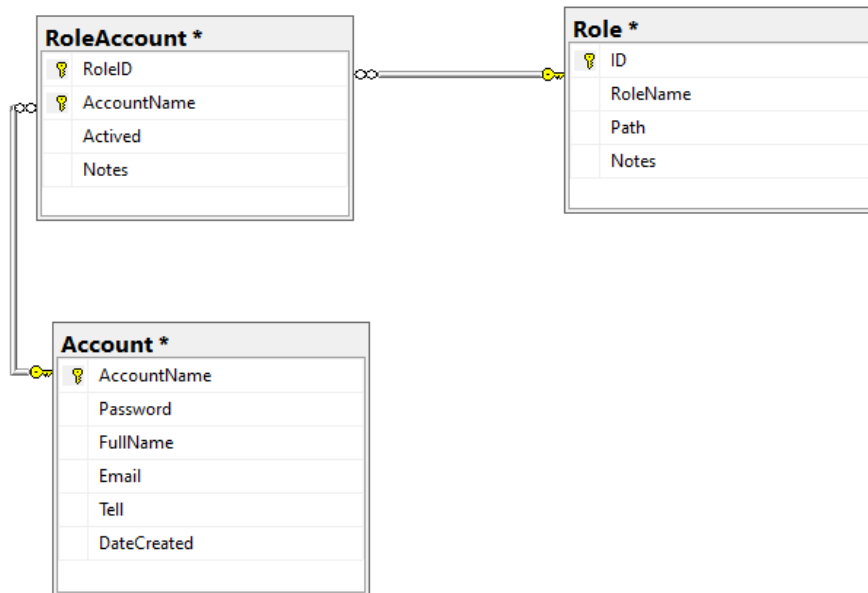 RoleAccount *
RoleID
AccountName
Actived
Notes
Role *
ID
RoleName
Path
Notes
Account *
AccountName
Password
FullName
Email
Tell
DateCreated